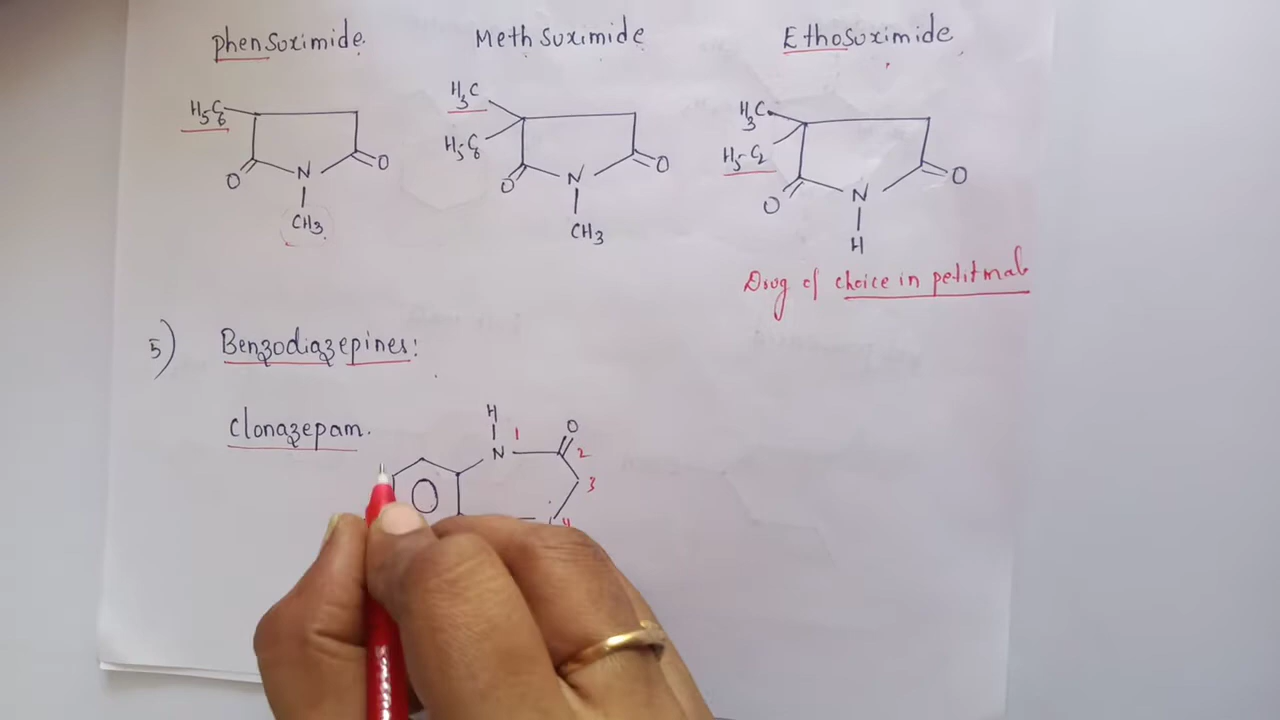 phensuximide. Methsuximide Ethosuximide
H5C6 H3C H3C
H5C6 H5C2
O N O O N O O N O
CH3 CH3 H
Drug of choice in petitmal
5) Benzodiazepines:
Clonazepam.
H O
N 1 2
3
4